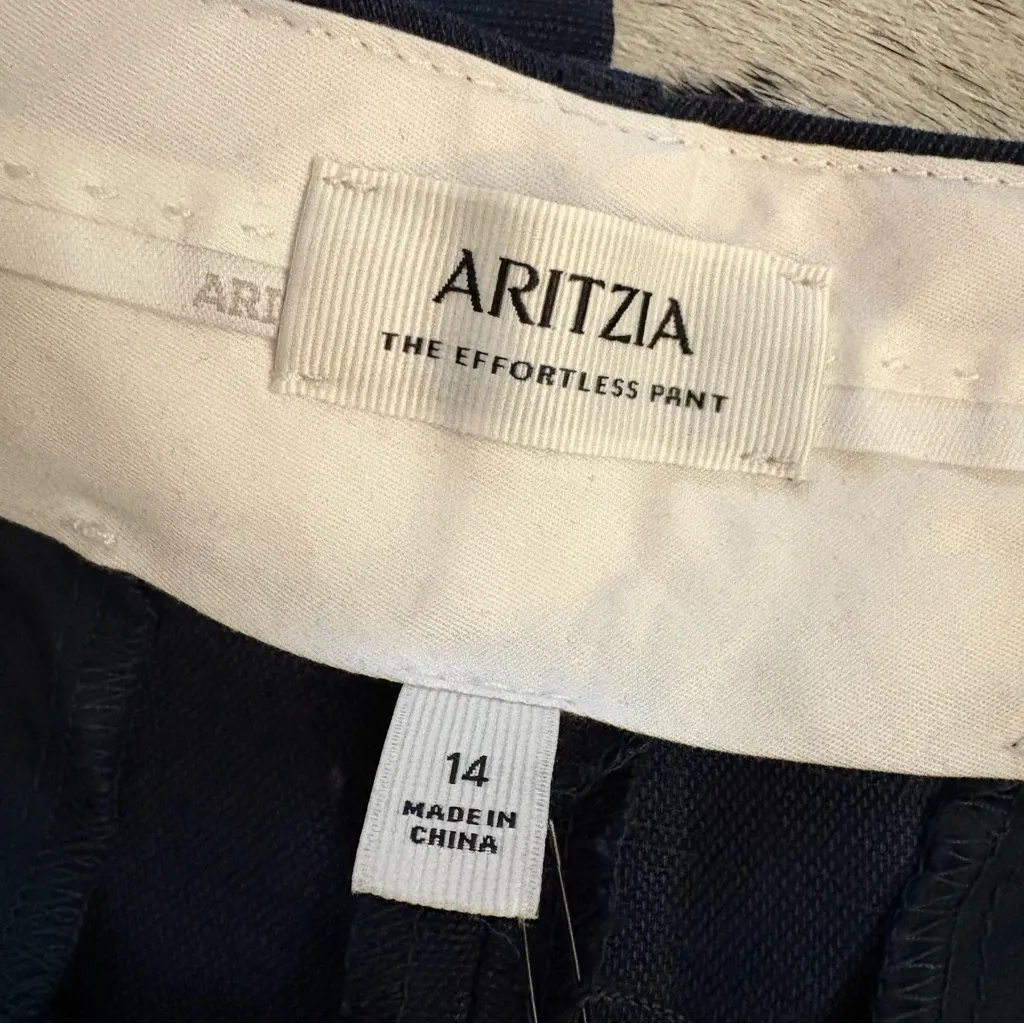 ARITZIA
THE EFFORTLESS PANT
14
MADE IN
CHINA